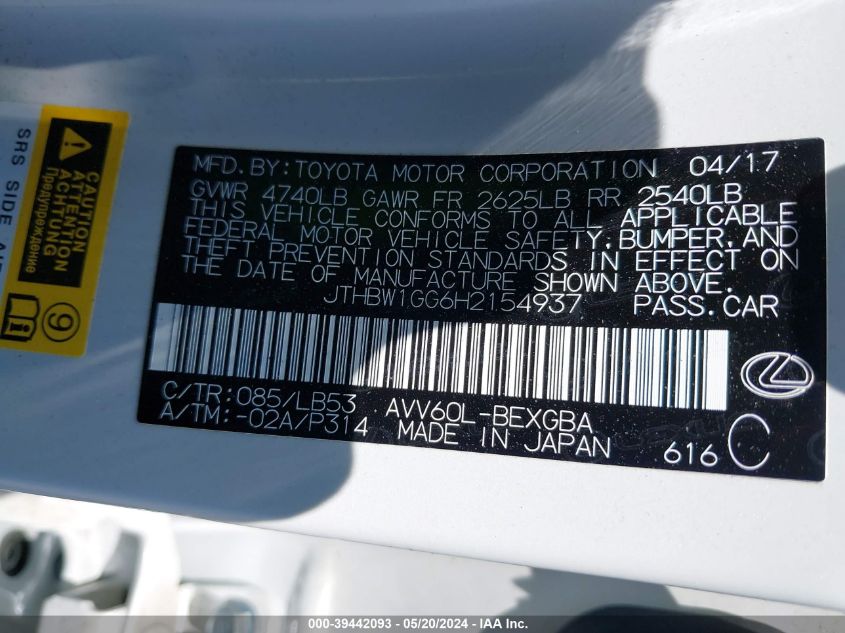 MFD.BY:TOYOTA MOTOR CORPORATION 04/17
GVWR 4740LB GAWR FR 2625LB RR 2540LB
THIS VEHICLE CONFORMS TO ALL APPLICABLE
FEDERAL MOTOR VEHICLE SAFETY,BUMPER,AND
THEFT PREVENTION STANDARDS IN EFFECT ON
THE DATE OF MANUFACTURE SHOWN ABOVE.
JTHBW1GG6H2154937 PASS.CAR
C/TR:085/LB53 AVV60L-BEXGBA
A/TM:-02A/P314 MADE IN JAPAN 616 C
SRS SIDE
CAUTION
ATTENTION
ACHTUNG
Предупреждение
9
000-39442093 - 05/20/2024 - IAA Inc.